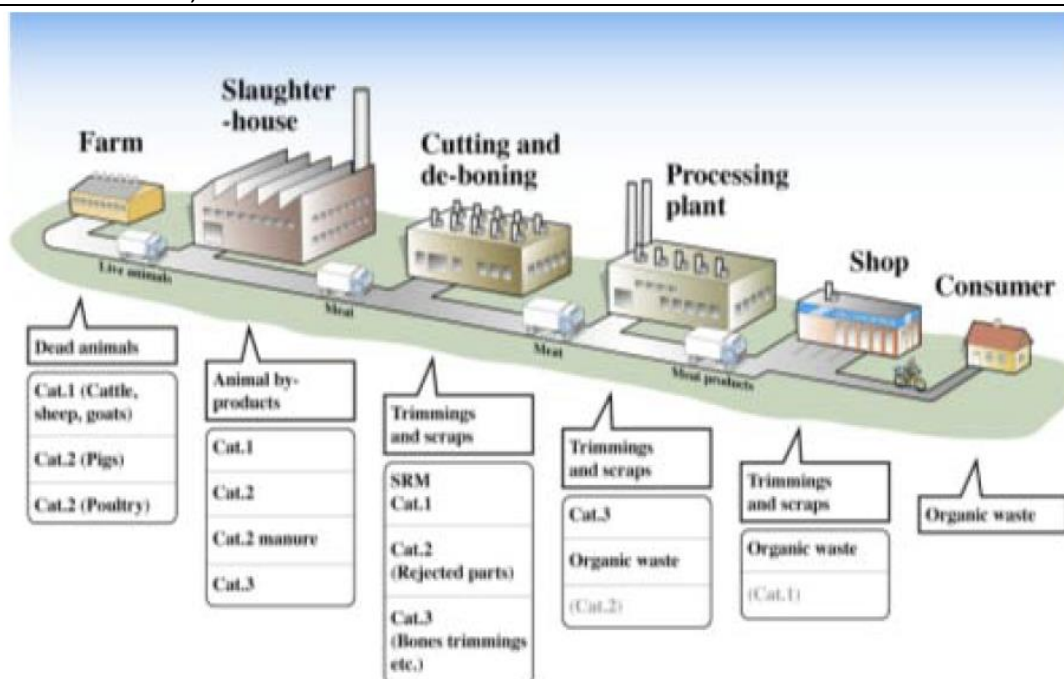 Farm
Slaughter
-house
Cutting and
de-boning
Processing
plant
Shop
Consumer
Live animals
Meat
Meat
Meat products
Dead animals
Cat.1 (Cattle,
sheep, goats)
Cat.2 (Pigs)
Cat.2 (Poultry)
Animal by-
products
Cat.1
Cat.2
Cat.2 manure
Cat.3
Trimmings
and scraps
SRM
Cat.1
Cat.2
(Rejected parts)
Cat.3
(Bones trimmings
etc.)
Trimmings
and scraps
Cat.3
Organic waste
(Cat.2)
Trimmings
and scraps
Organic waste
(Cat.1)
Organic waste